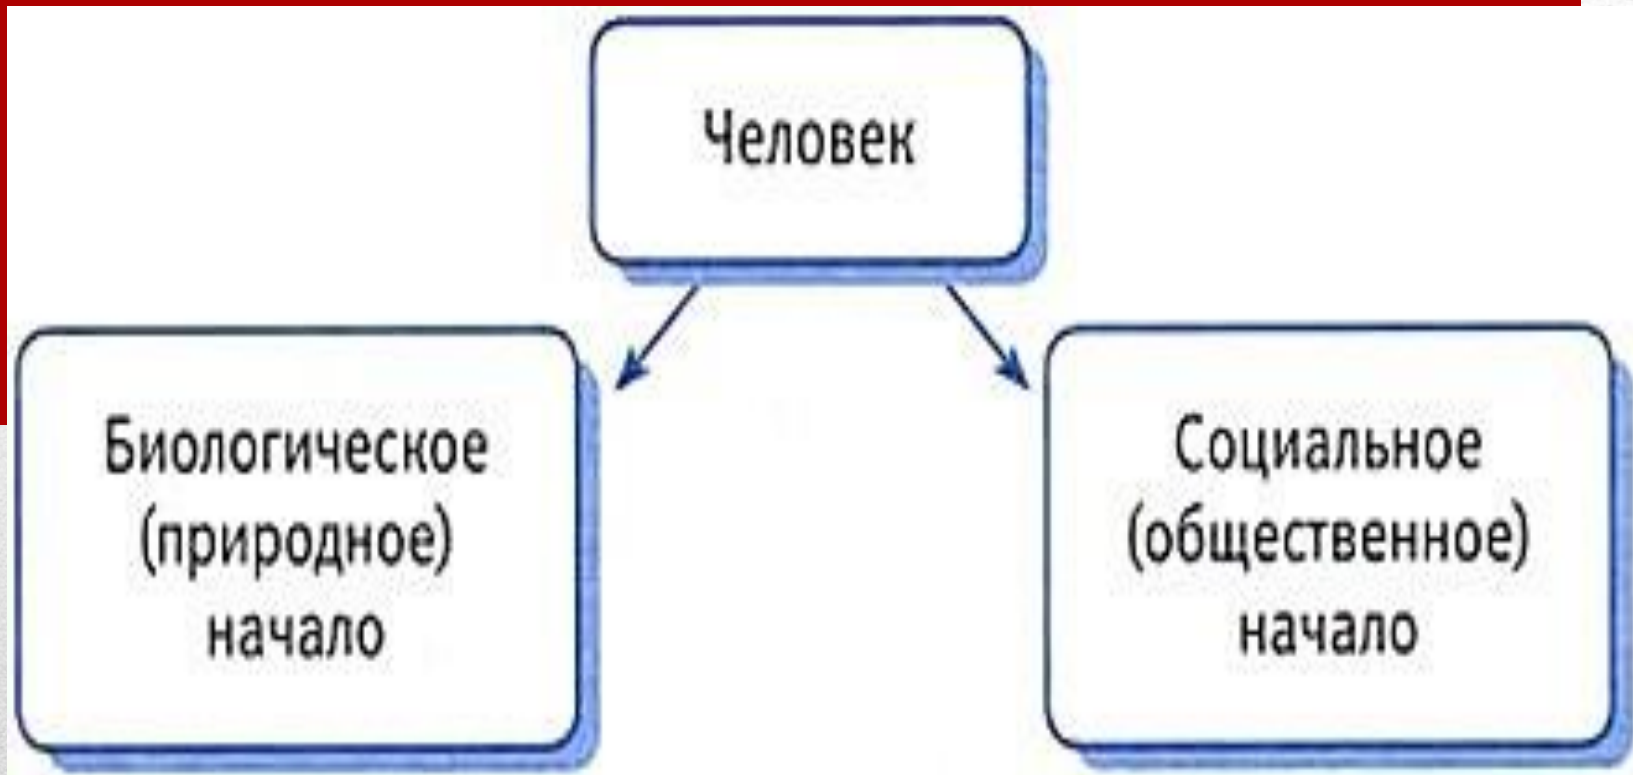 Человек
Биологическое
(природное)
начало
Социальное
(общественное)
начало